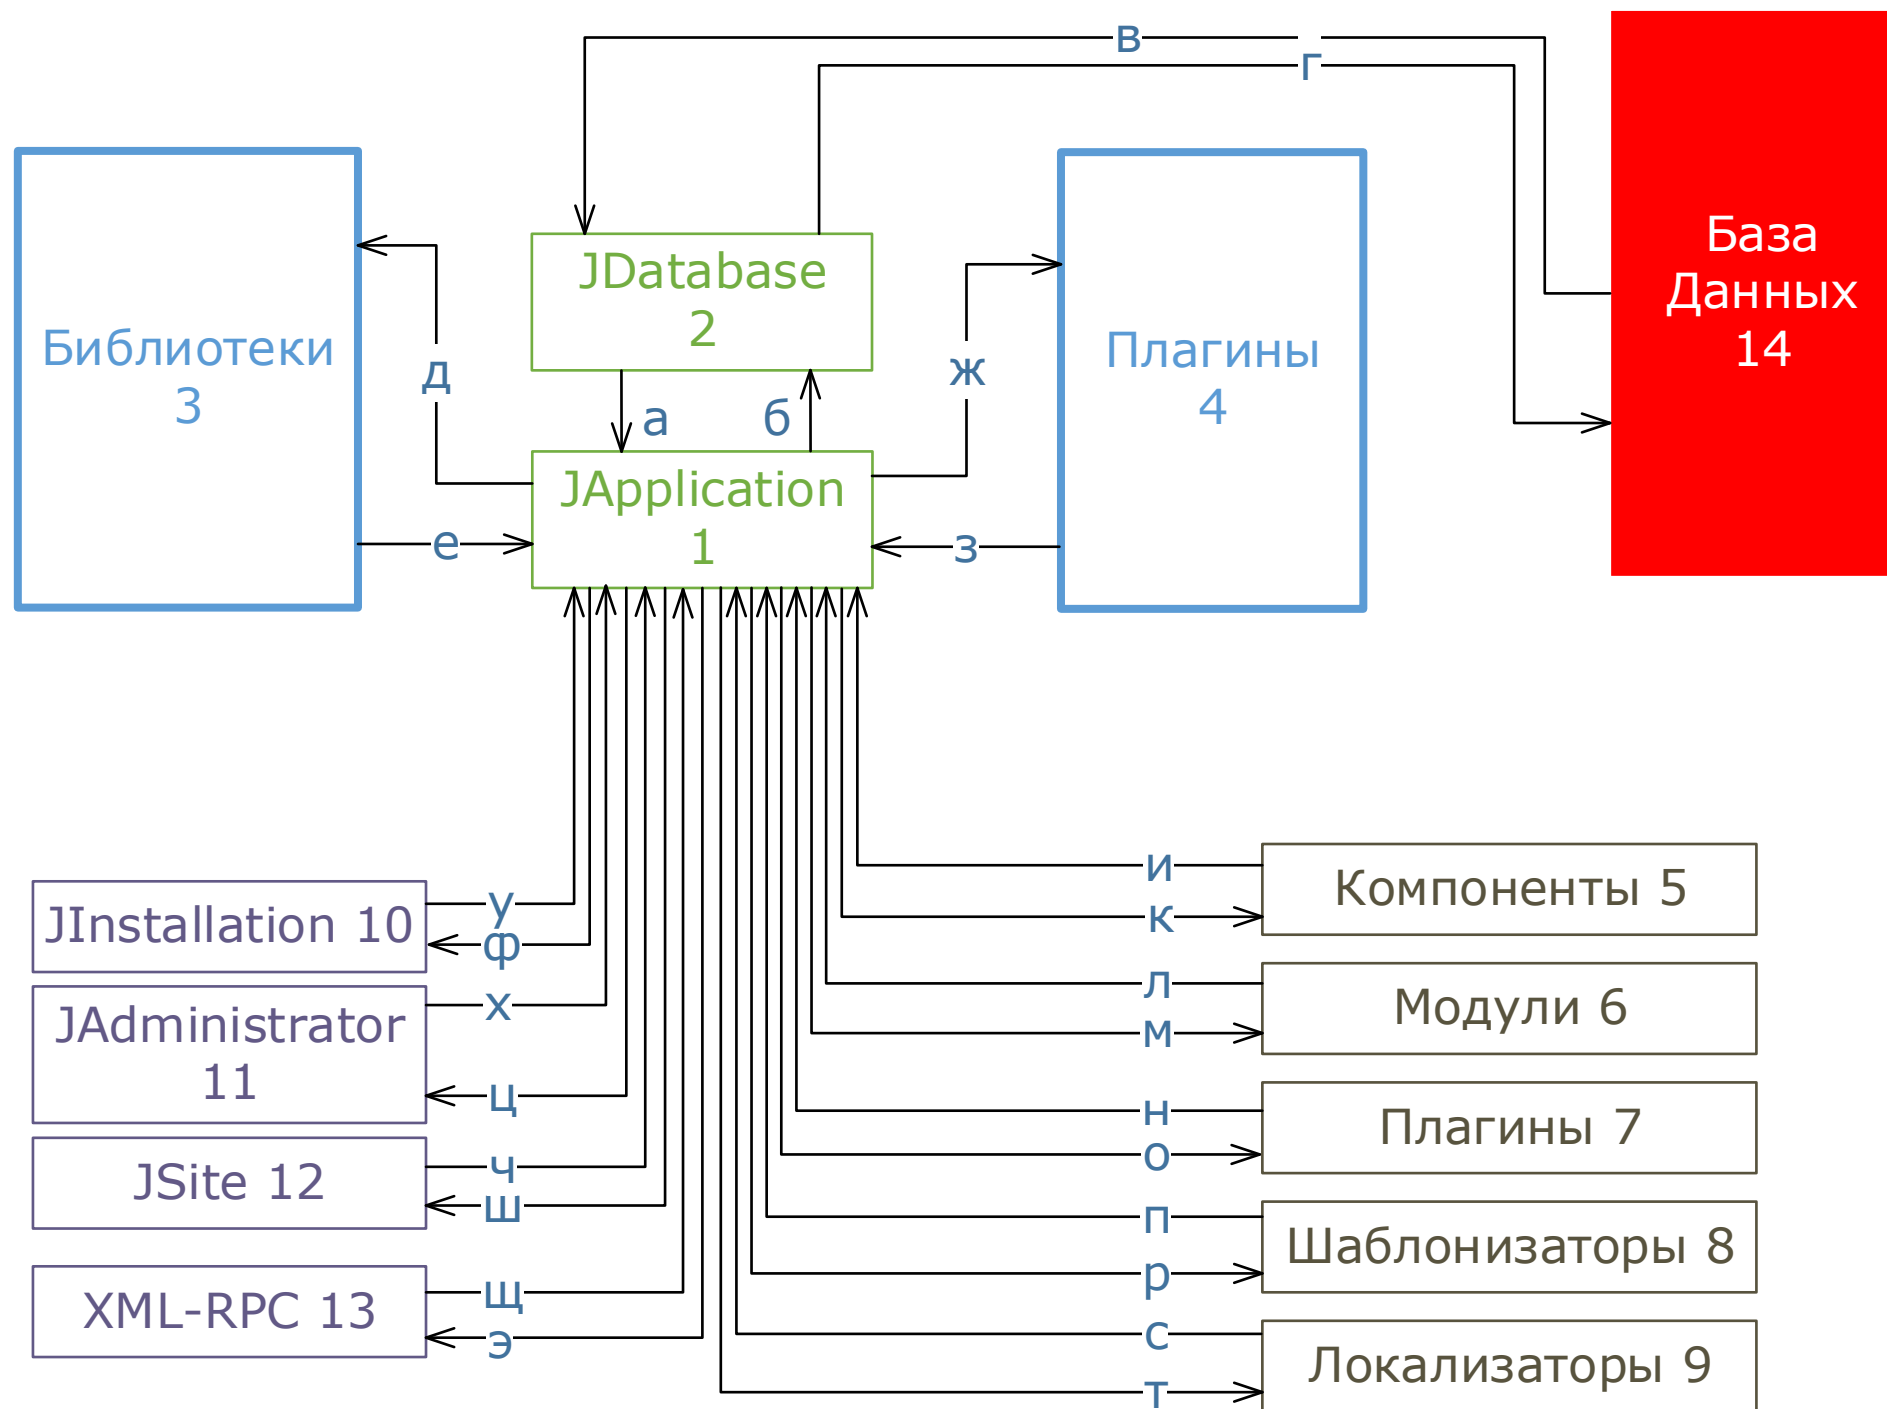 в
г
База
Данных
14
JDatabase
2
Библиотеки
3
д
ж
Плагины
4
а
б
JApplication
1
е
з
и
Компоненты 5
к
у
JInstallation 10
ф
л
Модули 6
м
х
JAdministrator
11
ц
н
Плагины 7
о
ч
JSite 12
ш
п
Шаблонизаторы 8
р
щ
XML-RPC 13
э
с
Локализаторы 9
т